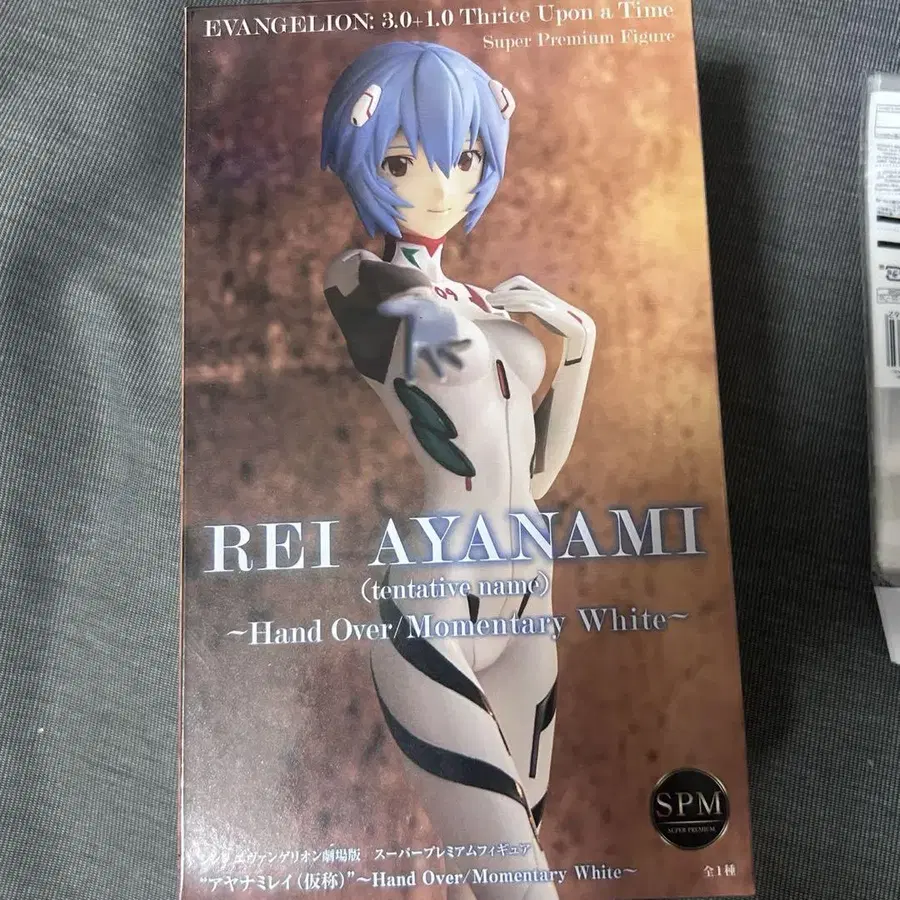 EVANGELION: 3.0+1.0 Thrice Upon a Time
Super Premium Figure
09
REI AYANAMI
(tentative name)
~Hand Over/Momentary White~
SPM
SUPER PREMIUM
シン・エヴァンゲリオン劇場版 スーパープレミアムフィギュア
“アヤナミレイ(仮称)”~Hand Over/Momentary White~
全1種